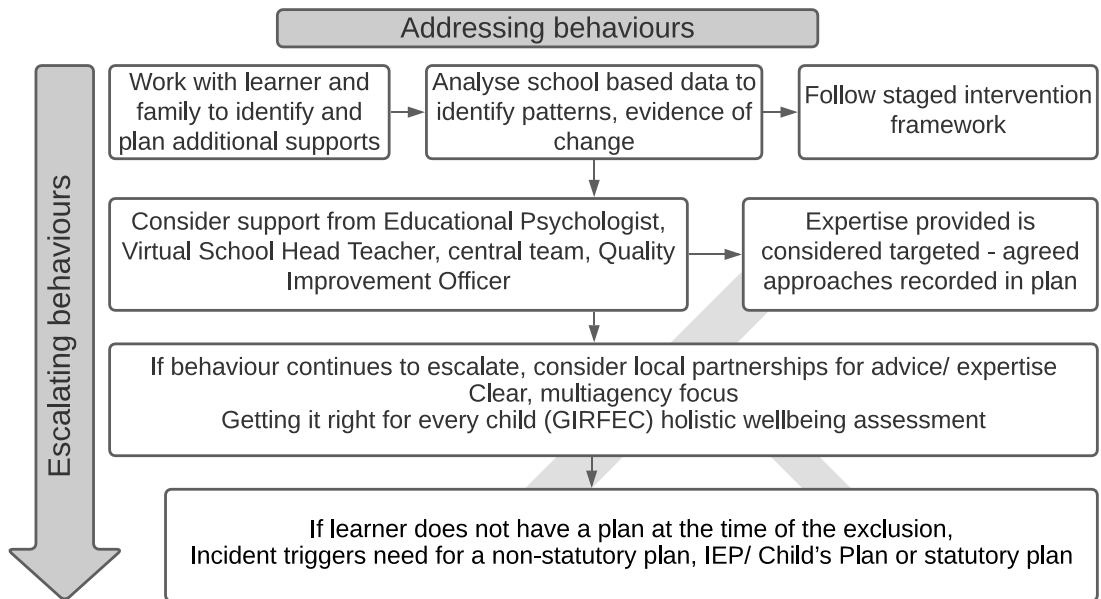 Addressing behaviours
Escalating behaviours
Work with learner and
family to identify and
plan additional supports
Analyse school based data to
identify patterns, evidence of
change
Follow staged intervention
framework
Consider support from Educational Psychologist,
Virtual School Head Teacher, central team, Quality
Improvement Officer
Expertise provided is
considered targeted - agreed
approaches recorded in plan
If behaviour continues to escalate, consider local partnerships for advice/ expertise
Clear, multiagency focus
Getting it right for every child (GIRFEC) holistic wellbeing assessment
If learner does not have a plan at the time of the exclusion,
Incident triggers need for a non-statutory plan, IEP/ Child’s Plan or statutory plan